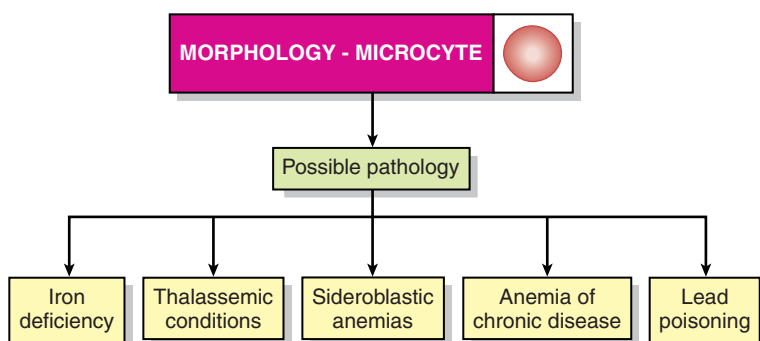 MORPHOLOGY - MICROCYTE
Possible pathology
Iron
deficiency
Thalassemic
conditions
Sideroblastic
anemias
Anemia of
chronic disease
Lead
poisoning